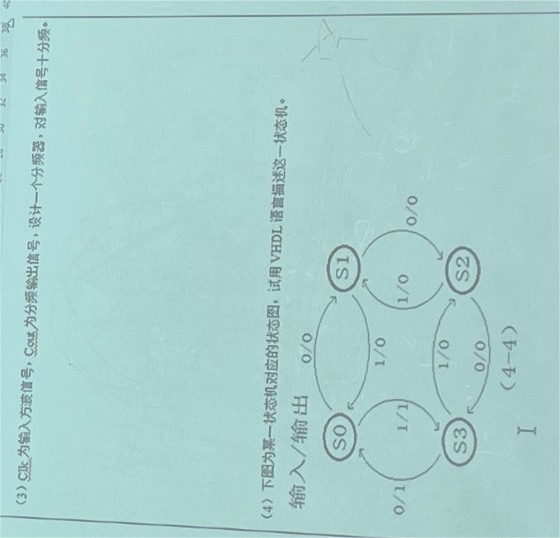 (3) Clk 为输入方波信号，Cout 为分频输出信号，设计一个分频器，对输入信号十分频。
(4) 下图为某一状态机对应的状态图，试用 VHDL 语言描述这一状态机。
输入/输出
0/0
S0
S1
1/0
0/1
1/1
1/0
0/0
1/0
S3
S2
0/0
(4-4)